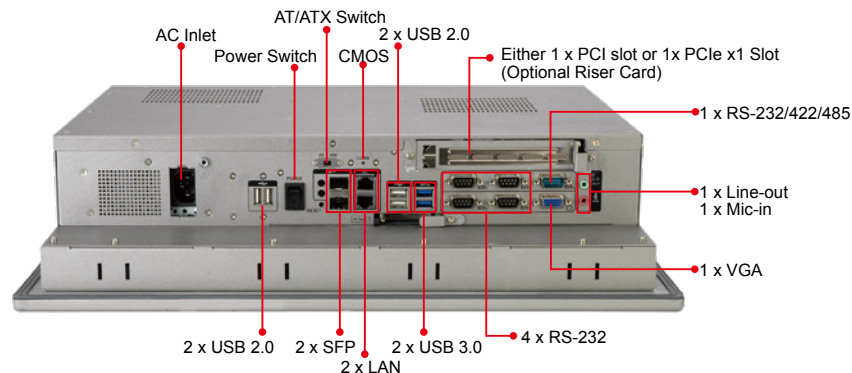 AT/ATX Switch
AC Inlet
2 x USB 2.0
Power Switch
CMOS
Either 1 x PCI slot or 1x PCIe x1 Slot
(Optional Riser Card)
1 x RS-232/422/485
1 x Line-out
1 x Mic-in
1 x VGA
4 x RS-232
2 x USB 2.0
2 x SFP
2 x USB 3.0
2 x LAN